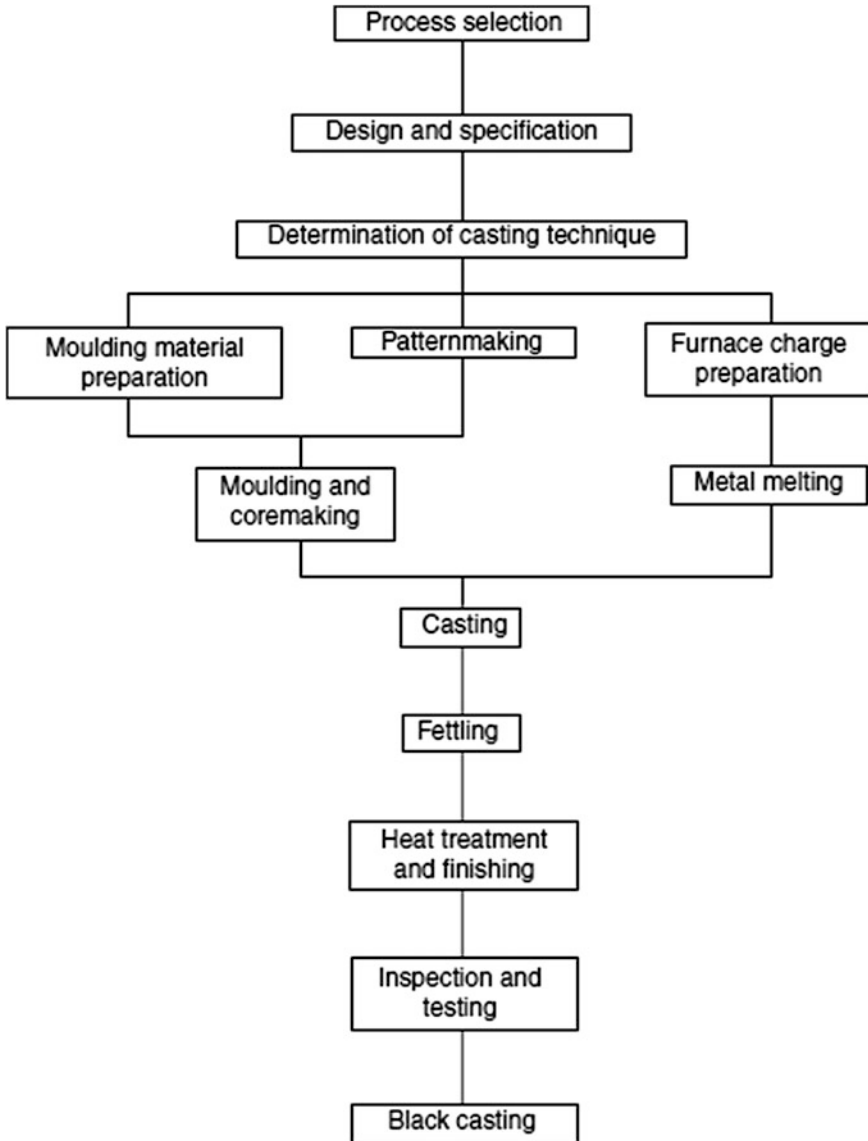 Process selection
Design and specification
Determination of casting technique
Moulding material
preparation
Patternmaking
Furnace charge
preparation
Moulding and
coremaking
Metal melting
Casting
Fettling
Heat treatment
and finishing
Inspection and
testing
Black casting